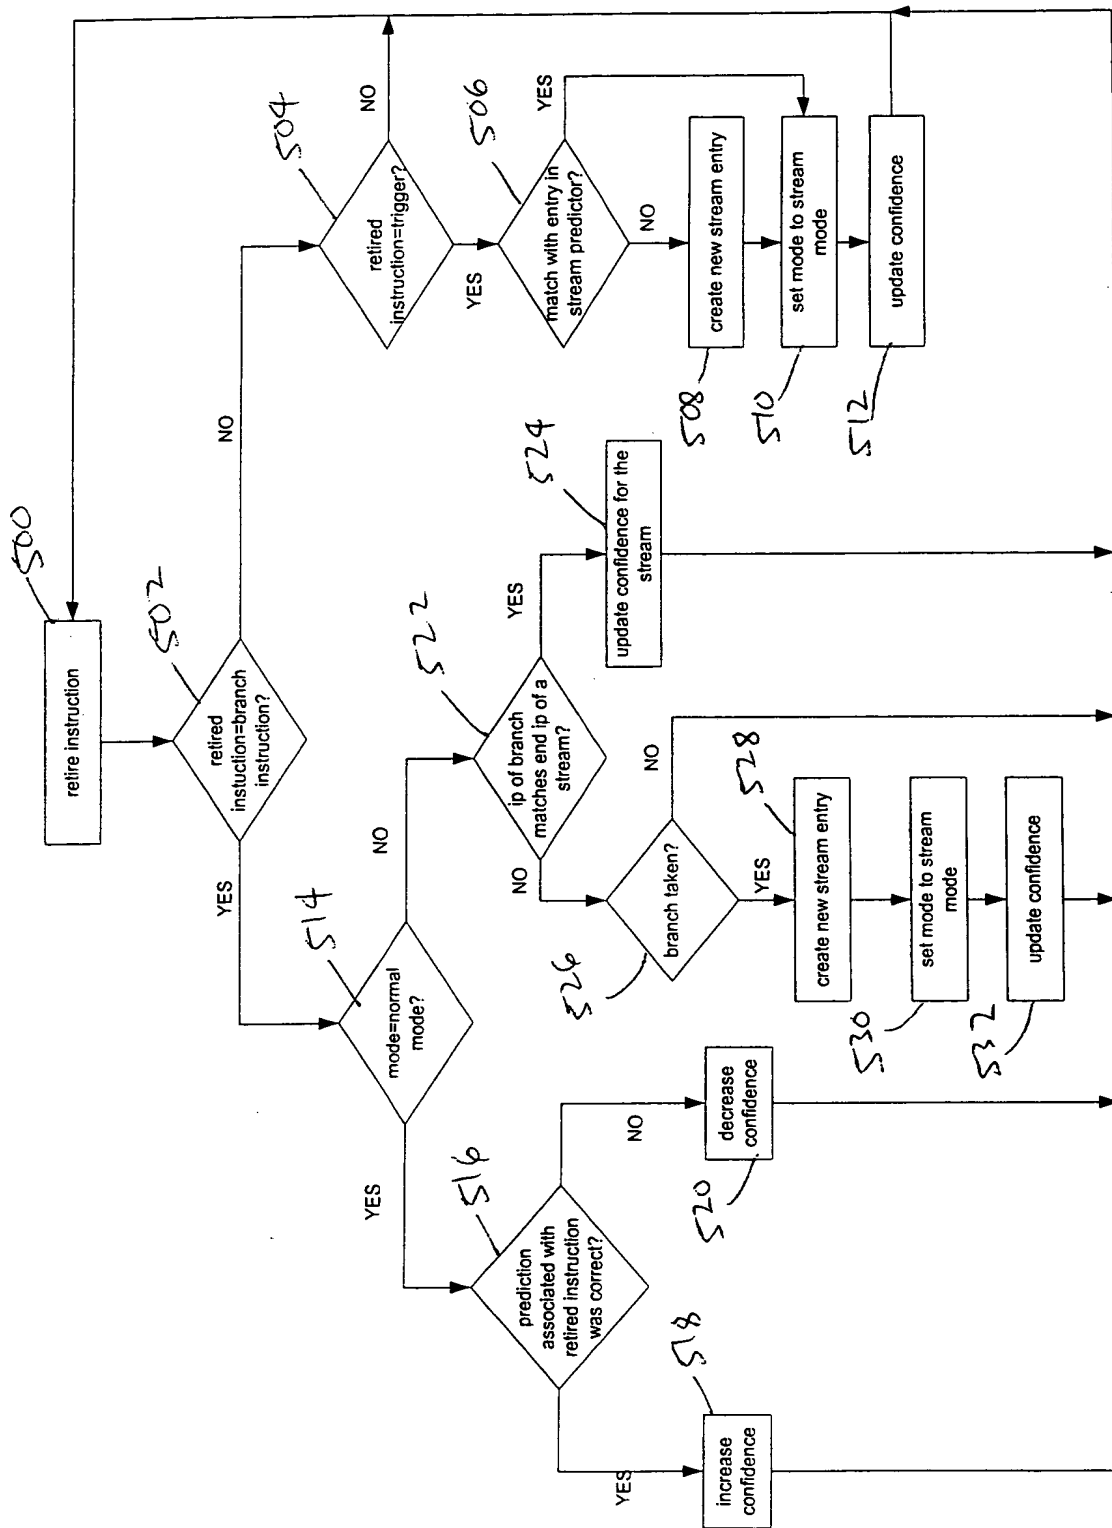 500
retire instruction
502
retired
instuction=branch
instruction?
YES
NO
504
retired
instruction=trigger?
NO
YES
506
match with entry in
stream predictor?
YES
NO
508
create new stream entry
510
set mode to stream
mode
512
update confidence
514
mode=normal
mode?
YES
NO
516
prediction
associated with
retired instruction
was correct?
YES
NO
518
increase
confidence
520
decrease
confidence
522
ip of branch
matches end ip of a
stream?
YES
NO
524
update confidence for the
stream
526
branch taken?
NO
YES
528
create new stream entry
530
set mode to stream
mode
532
update confidence